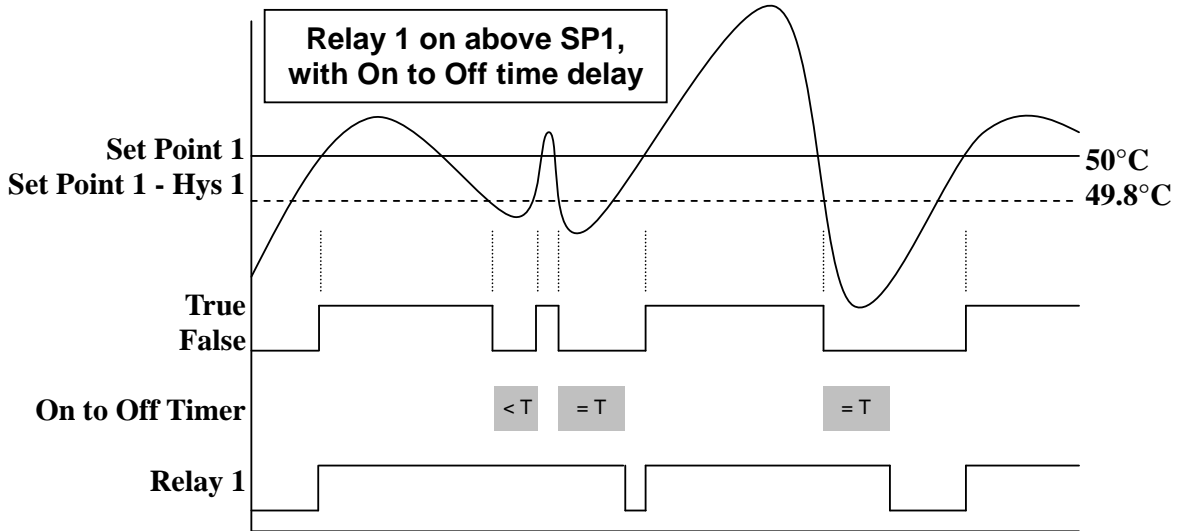 Relay 1 on above SP1,
with On to Off time delay
Set Point 1
50°C
Set Point 1 - Hys 1
49.8°C
True
False
On to Off Timer
< T
= T
= T
Relay 1